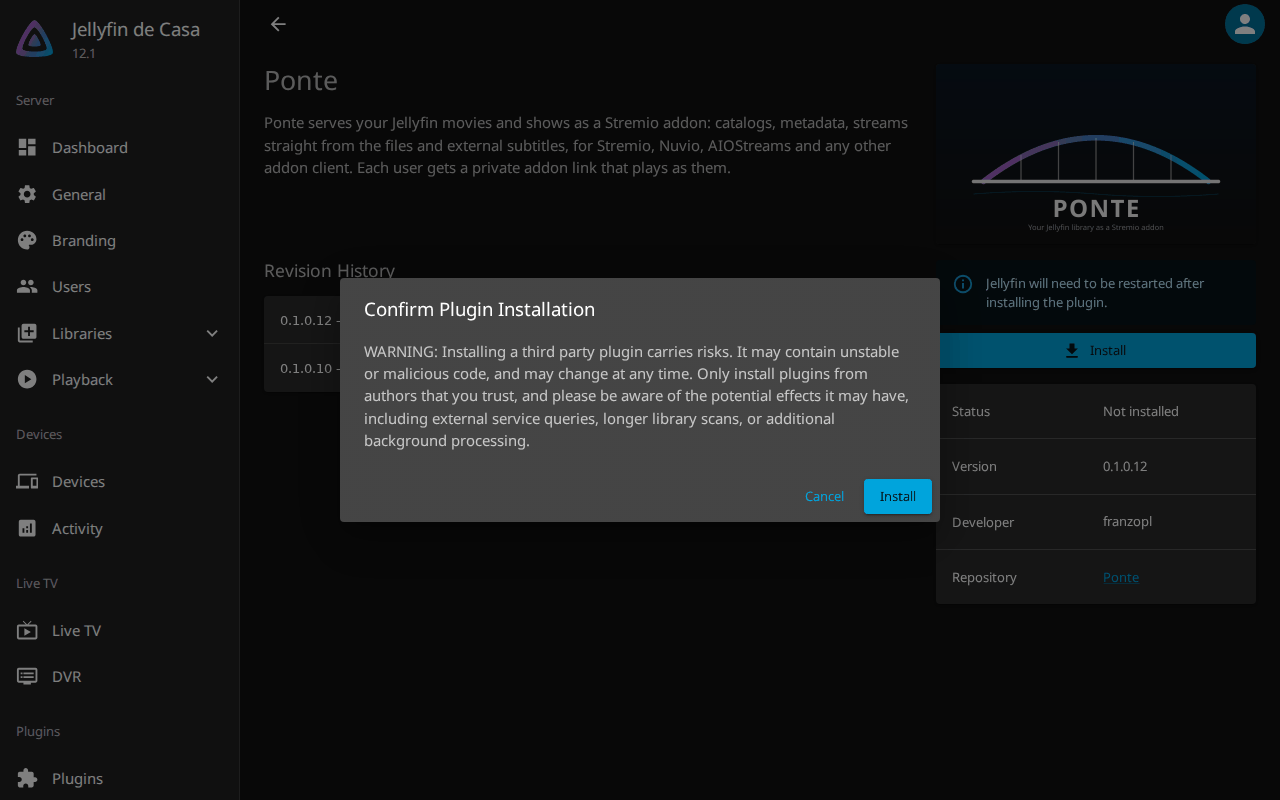 Jellyfin de Casa
12.1
Server
Dashboard
General
Branding
Users
Libraries
Playback
Devices
Devices
Activity
Live TV
Live TV
DVR
Plugins
Plugins
Ponte
Ponte serves your Jellyfin movies and shows as a Stremio addon: catalogs, metadata, streams
straight from the files and external subtitles, for Stremio, Nuvio, AIOStreams and any other
addon client. Each user gets a private addon link that plays as them.
Revision History
0.1.0.12 -
0.1.0.10 -
Confirm Plugin Installation
WARNING: Installing a third party plugin carries risks. It may contain unstable
or malicious code, and may change at any time. Only install plugins from
authors that you trust, and please be aware of the potential effects it may have,
including external service queries, longer library scans, or additional
background processing.
Cancel
Install
PONTE
Your Jellyfin library as a Stremio addon
Jellyfin will need to be restarted after
installing the plugin.
Install
Status Not installed
Version 0.1.0.12
Developer franzopl
Repository Ponte